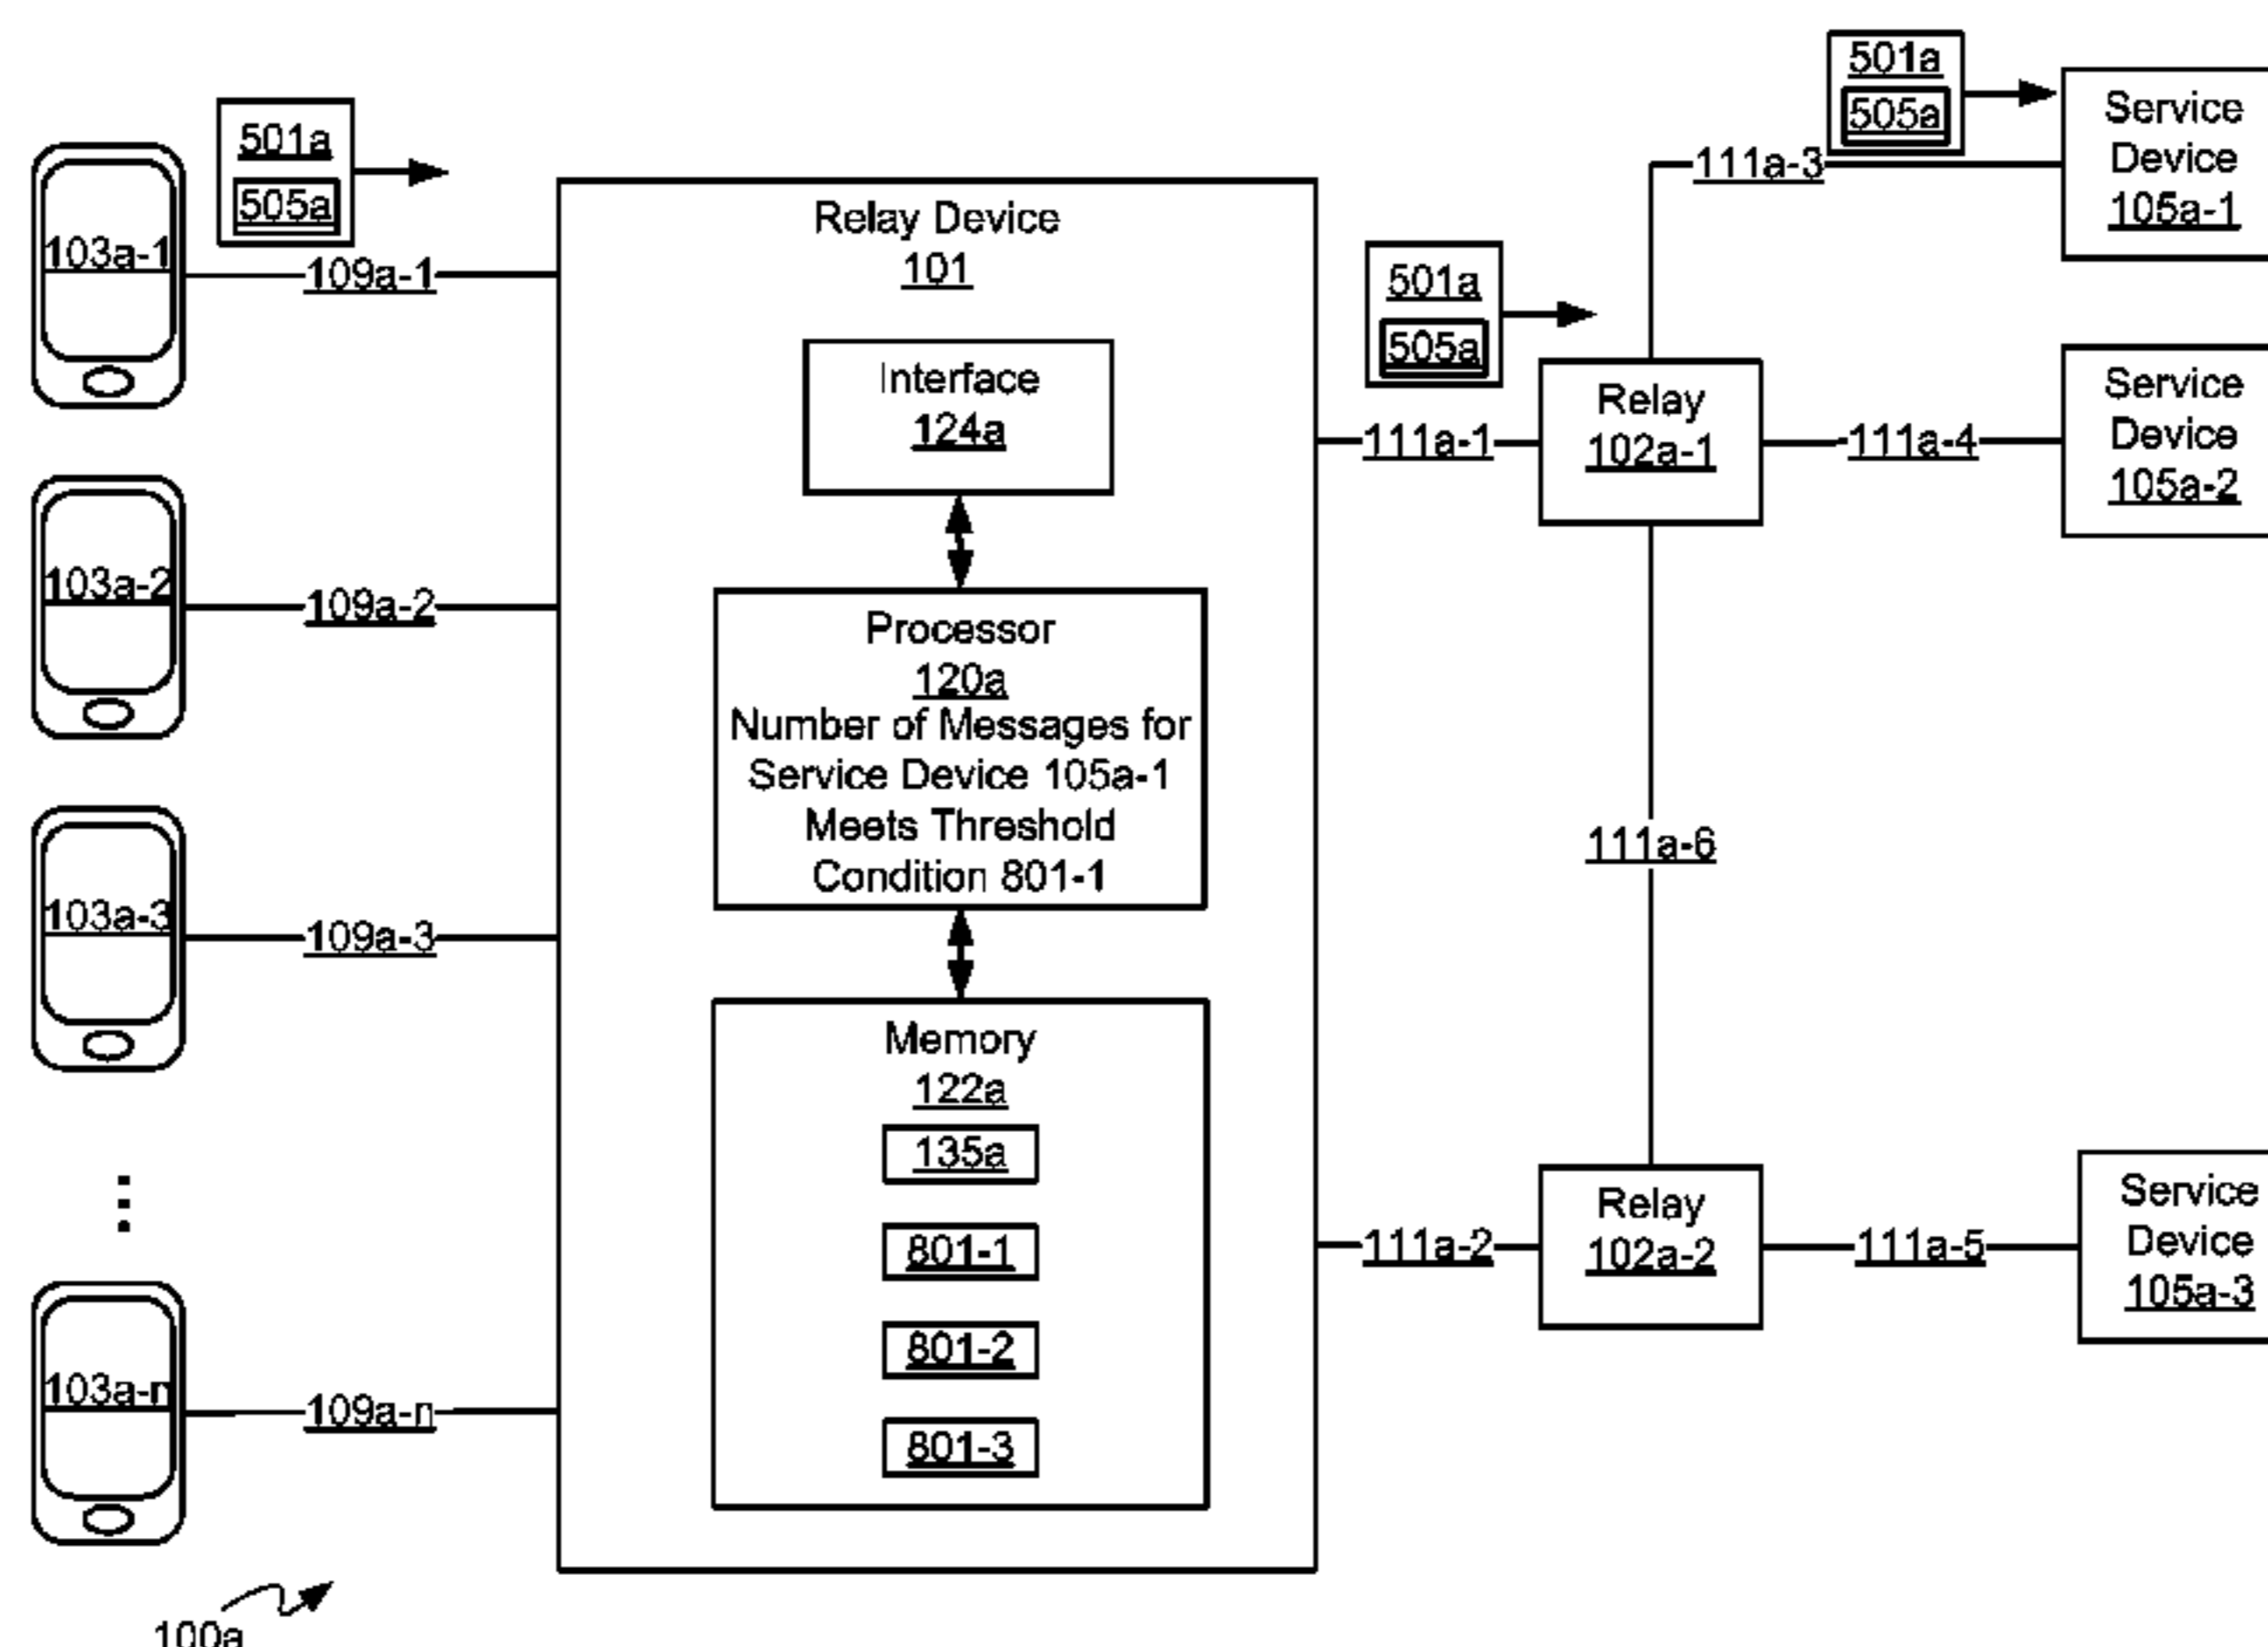 501a
505a
103a-1
109a-1
103a-2
109a-2
103a-3
109a-3
103a-n
109a-n
100a
Relay Device
101
Interface
124a
Processor
120a
Number of Messages for
Service Device 105a-1
Meets Threshold
Condition 801-1
Memory
122a
135a
801-1
801-2
801-3
501a
505a
111a-1
111a-2
Relay
102a-1
111a-6
Relay
102a-2
501a
505a
111a-3
111a-4
111a-5
Service
Device
105a-1
Service
Device
105a-2
Service
Device
105a-3